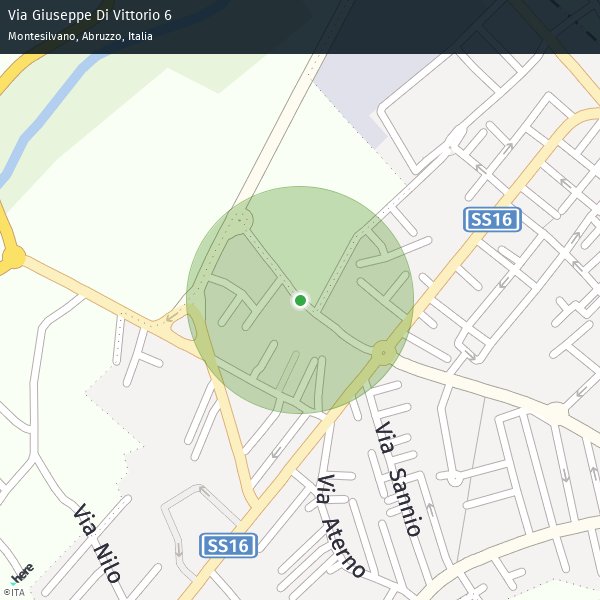 Via Giuseppe Di Vittorio 6
Montesilvano, Abruzzo, Italia
SS16
Via Sannio
Via Aterno
Via Nilo
SS16
here
©ITA